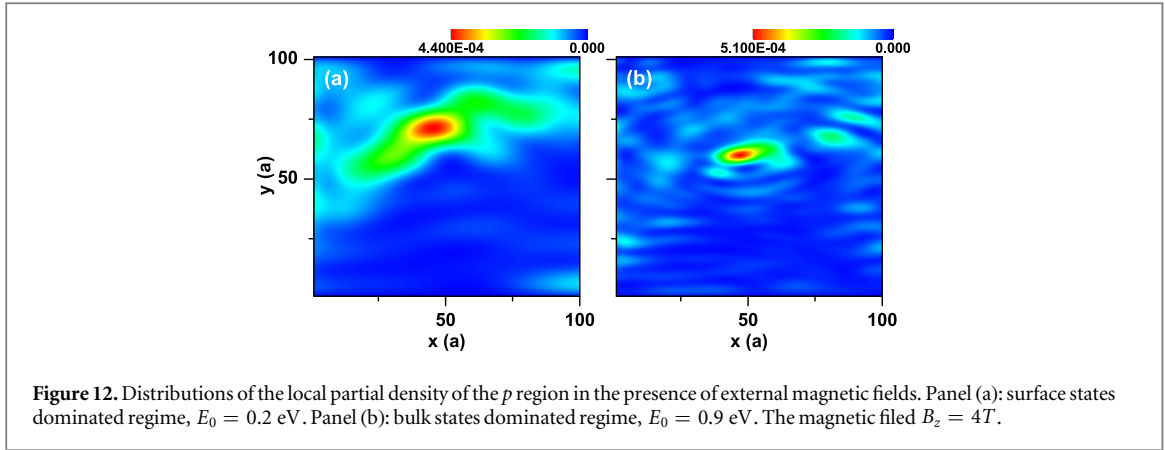 4.400E-04 0.000 5.100E-04 0.000
100 (a) (b)
y (a)
50
50 100 50 100
x (a) x (a)
Figure 12. Distributions of the local partial density of the p region in the presence of external magnetic fields. Panel (a): surface states
dominated regime, E₀ = 0.2 eV. Panel (b): bulk states dominated regime, E₀ = 0.9 eV. The magnetic filed B_z = 4T.